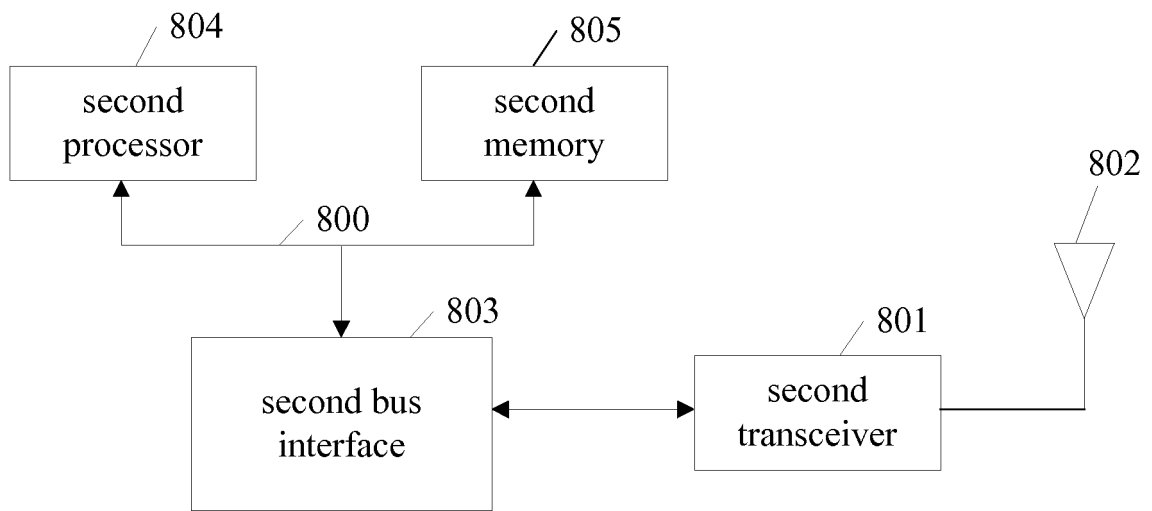 804
805
second
processor
second
memory
802
800
803
801
second bus
interface
second
transceiver